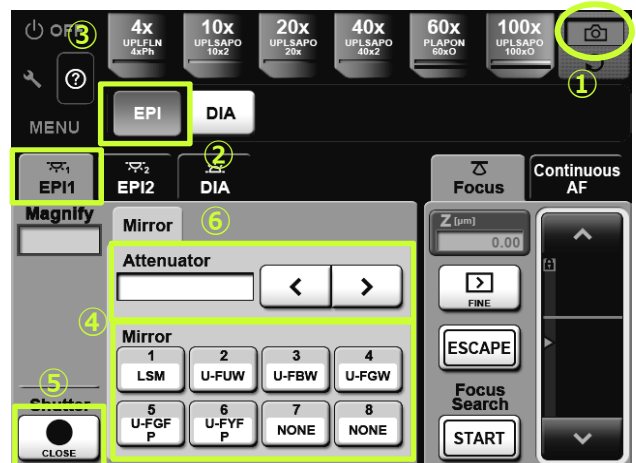 OFF
③
4x
UPLFLN
4xPh
10x
UPLSAPO
10x2
20x
UPLSAPO
20x
40x
UPLSAPO
40x2
60x
PLAPON
60xO
100x
UPLSAPO
100xO
①
?
MENU
EPI
DIA
②
1
EPI1
2
EPI2
DIA
Focus
Continuous
AF
Magnify
Mirror
⑥
Z [μm]
0.00
Attenuator
< >
FINE
④
Mirror
1 2 3 4
LSM U-FUW U-FBW U-FGW
ESCAPE
⑤
Shutter
5 6 7 8
U-FGF
P
U-FYF
P
NONE NONE
Focus
Search
START
CLOSE